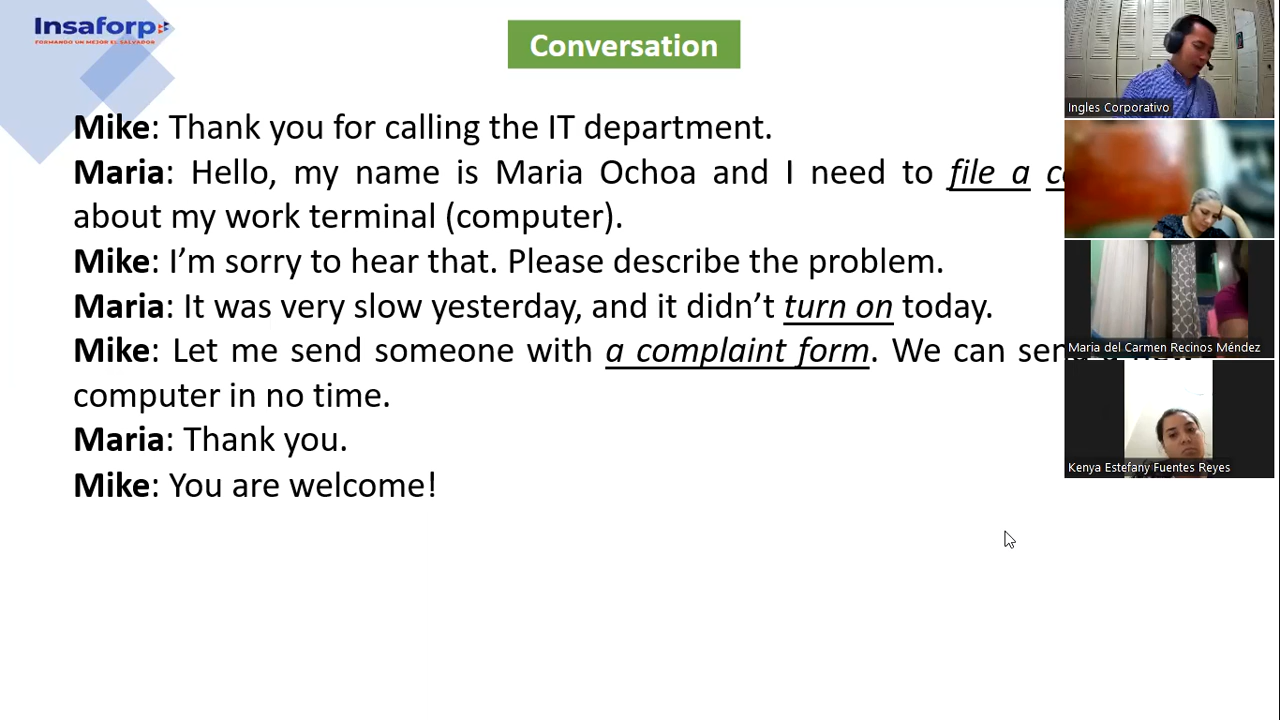 Insaforp
FORMANDO UN MEJOR EL SALVADOR
Conversation
Mike: Thank you for calling the IT department.
Maria: Hello, my name is Maria Ochoa and I need to file a
about my work terminal (computer).
Mike: I’m sorry to hear that. Please describe the problem.
Maria: It was very slow yesterday, and it didn’t turn on today.
Mike: Let me send someone with a complaint form. We can send a new
computer in no time.
Maria: Thank you.
Mike: You are welcome!
Ingles Corporativo
Maria del Carmen Recinos Méndez
Kenya Estefany Fuentes Reyes